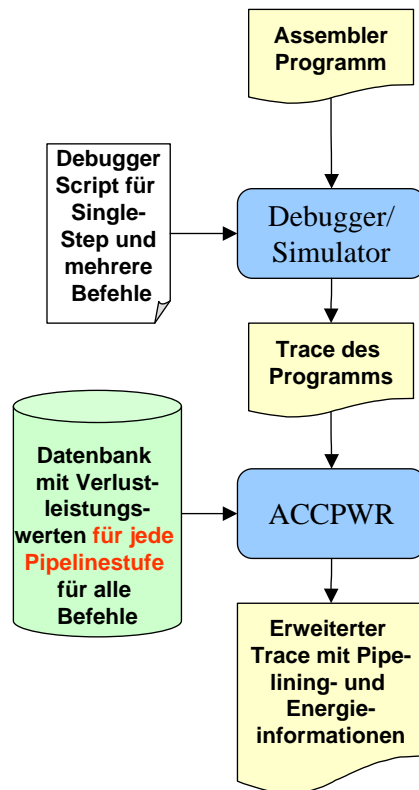 Assembler
Programm
Debugger
Script für
Single-
Step und
mehrere
Befehle
Debugger/
Simulator
Trace des
Programms
Datenbank
mit Verlust-
leistungs-
werten für jede
Pipelinestufe
für alle
Befehle
ACCPWR
Erweiterter
Trace mit Pipe-
lining- und
Energie-
informationen